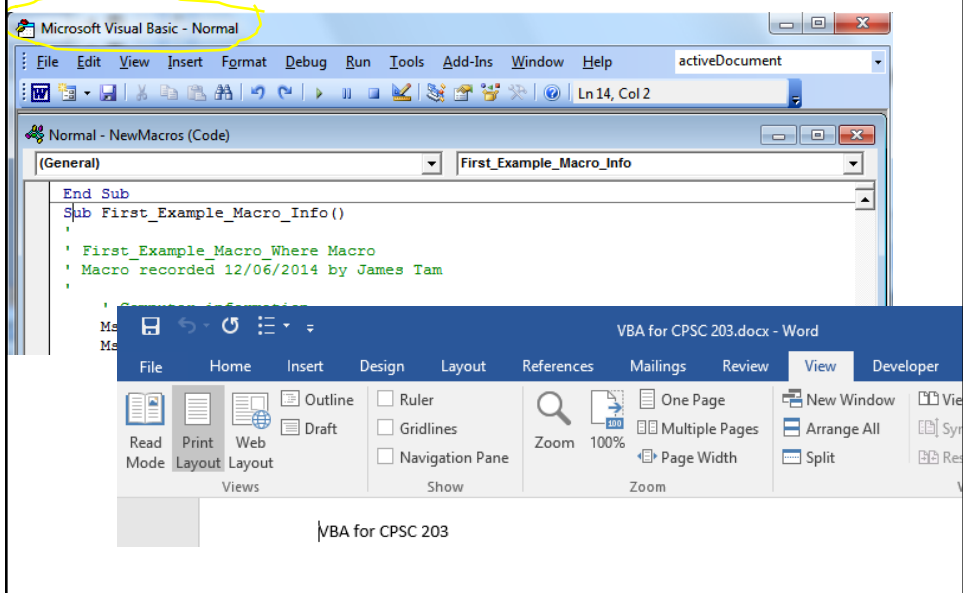 Microsoft Visual Basic - Normal
File Edit View Insert Format Debug Run Tools Add-Ins Window Help activeDocument
Ln 14, Col 2
Normal - NewMacros (Code)
(General) First_Example_Macro_Info
End Sub
Sub First_Example_Macro_Info()
'
' First_Example_Macro_Where Macro
' Macro recorded 12/06/2014 by James Tam
'
VBA for CPSC 203.docx - Word
File Home Insert Design Layout References Mailings Review View Developer
Read Mode
Print Layout
Web Layout
Outline
Draft
Views
Ruler
Gridlines
Navigation Pane
Show
Zoom
100
100%
One Page
Multiple Pages
Page Width
Zoom
New Window
Arrange All
Split
VBA for CPSC 203